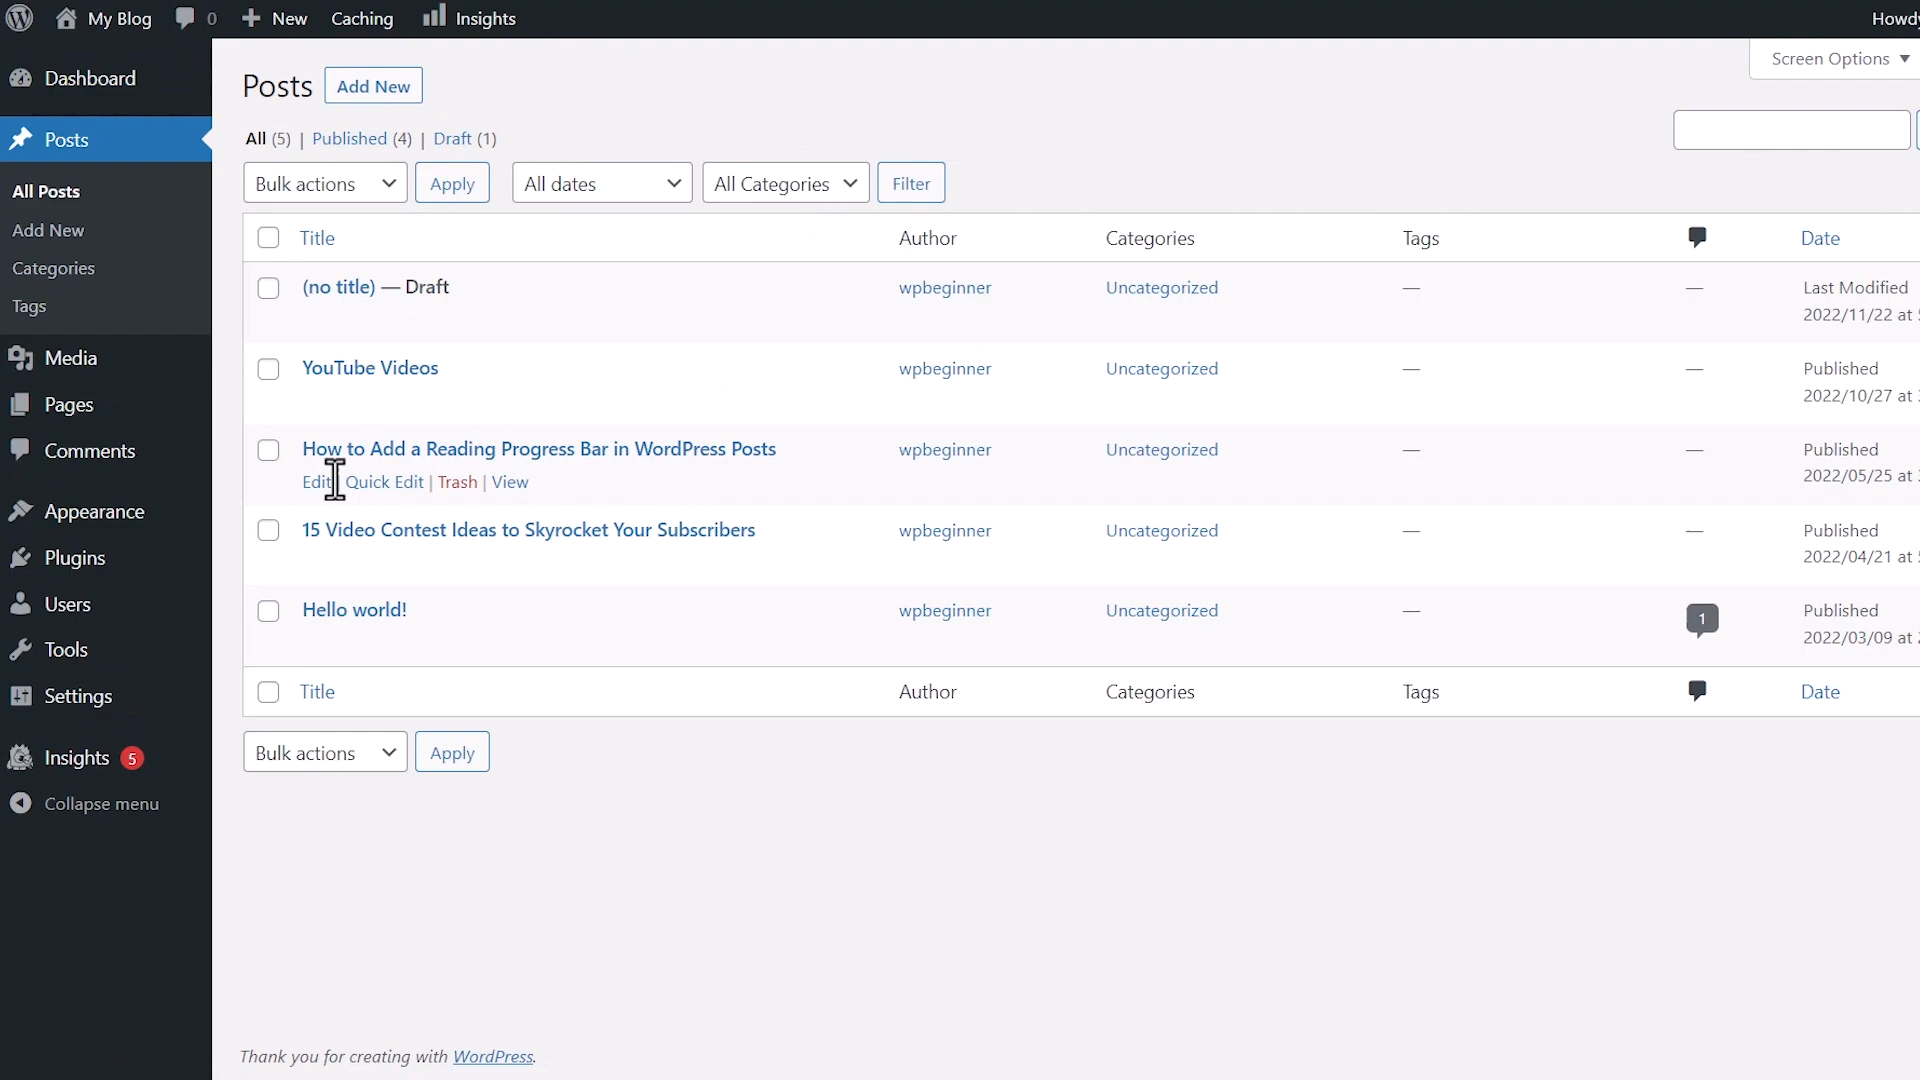 My Blog 0 New Caching Insights Howdy
Screen Options
Dashboard
Posts
All Posts
Add New
Categories
Tags
Media
Pages
Comments
Appearance
Plugins
Users
Tools
Settings
Insights 5
Collapse menu
Posts Add New
All (5) | Published (4) | Draft (1)
Bulk actions Apply All dates All Categories Filter
Title Author Categories Tags Date
(no title) — Draft wpbeginner Uncategorized — — Last Modified
2022/11/22 at
YouTube Videos wpbeginner Uncategorized — — Published
2022/10/27 at
How to Add a Reading Progress Bar in WordPress Posts wpbeginner Uncategorized — — Published
Edit Quick Edit | Trash | View 2022/05/25 at
15 Video Contest Ideas to Skyrocket Your Subscribers wpbeginner Uncategorized — — Published
2022/04/21 at
Hello world! wpbeginner Uncategorized — 1 Published
2022/03/09 at
Title Author Categories Tags Date
Bulk actions Apply
Thank you for creating with WordPress.